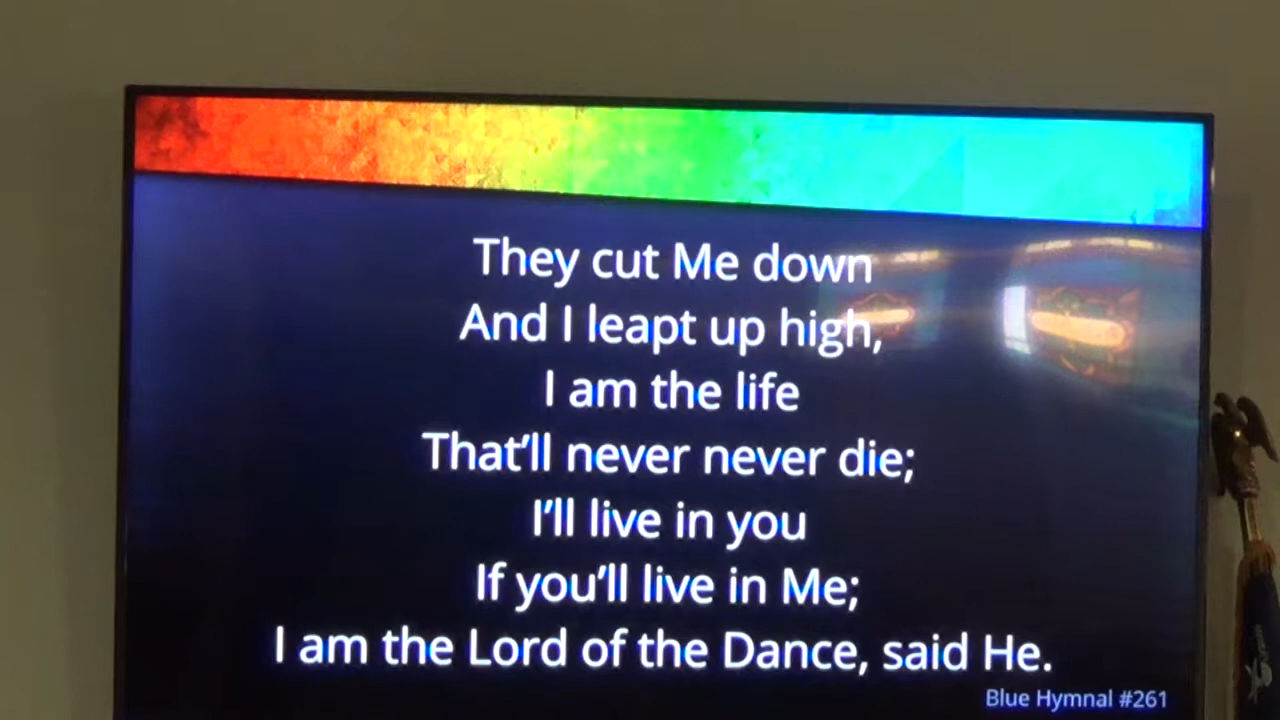 They cut Me down
And I leapt up high,
I am the life
That'll never never die;
I'll live in you
If you'll live in Me;
I am the Lord of the Dance, said He.
Blue Hymnal #261